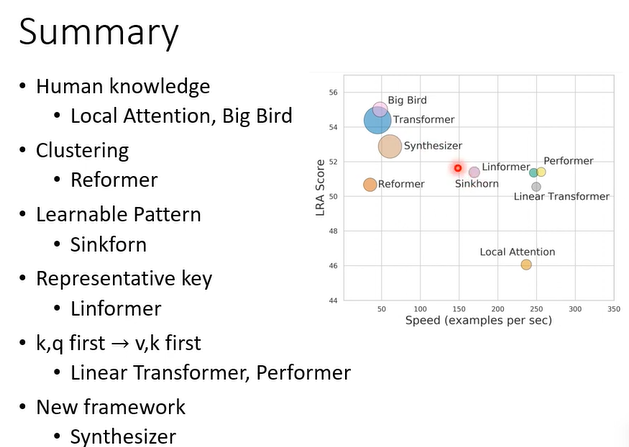 Summary
• Human knowledge
• Local Attention, Big Bird
• Clustering
• Reformer
• Learnable Pattern
• Sinkforn
• Representative key
• Linformer
• k,q first → v,k first
• Linear Transformer, Performer
• New framework
• Synthesizer
LRA Score
56
54
52
50
48
46
44
Big Bird
Transformer
Synthesizer
Performer
Linformer
Reformer
Sinkhorn
Linear Transformer
Local Attention
50 100 150 200 250 300 350
Speed (examples per sec)